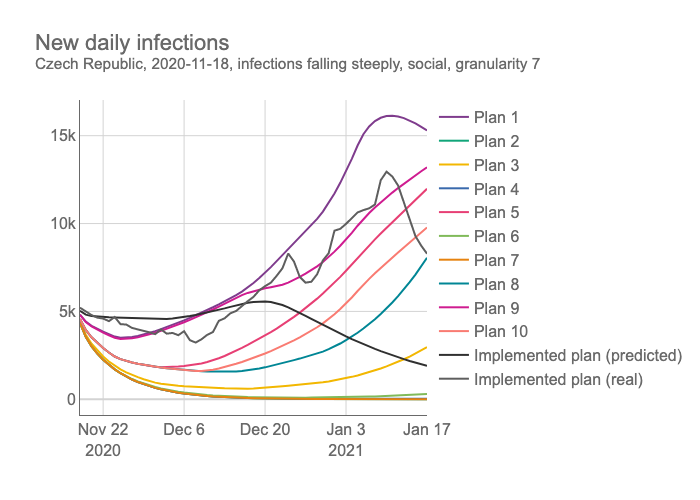 New daily infections
Czech Republic, 2020-11-18, infections falling steeply, social, granularity 7
15k
10k
5k
0
Nov 22
2020
Dec 6
Dec 20
Jan 3
2021
Jan 17
Plan 1
Plan 2
Plan 3
Plan 4
Plan 5
Plan 6
Plan 7
Plan 8
Plan 9
Plan 10
Implemented plan (predicted)
Implemented plan (real)